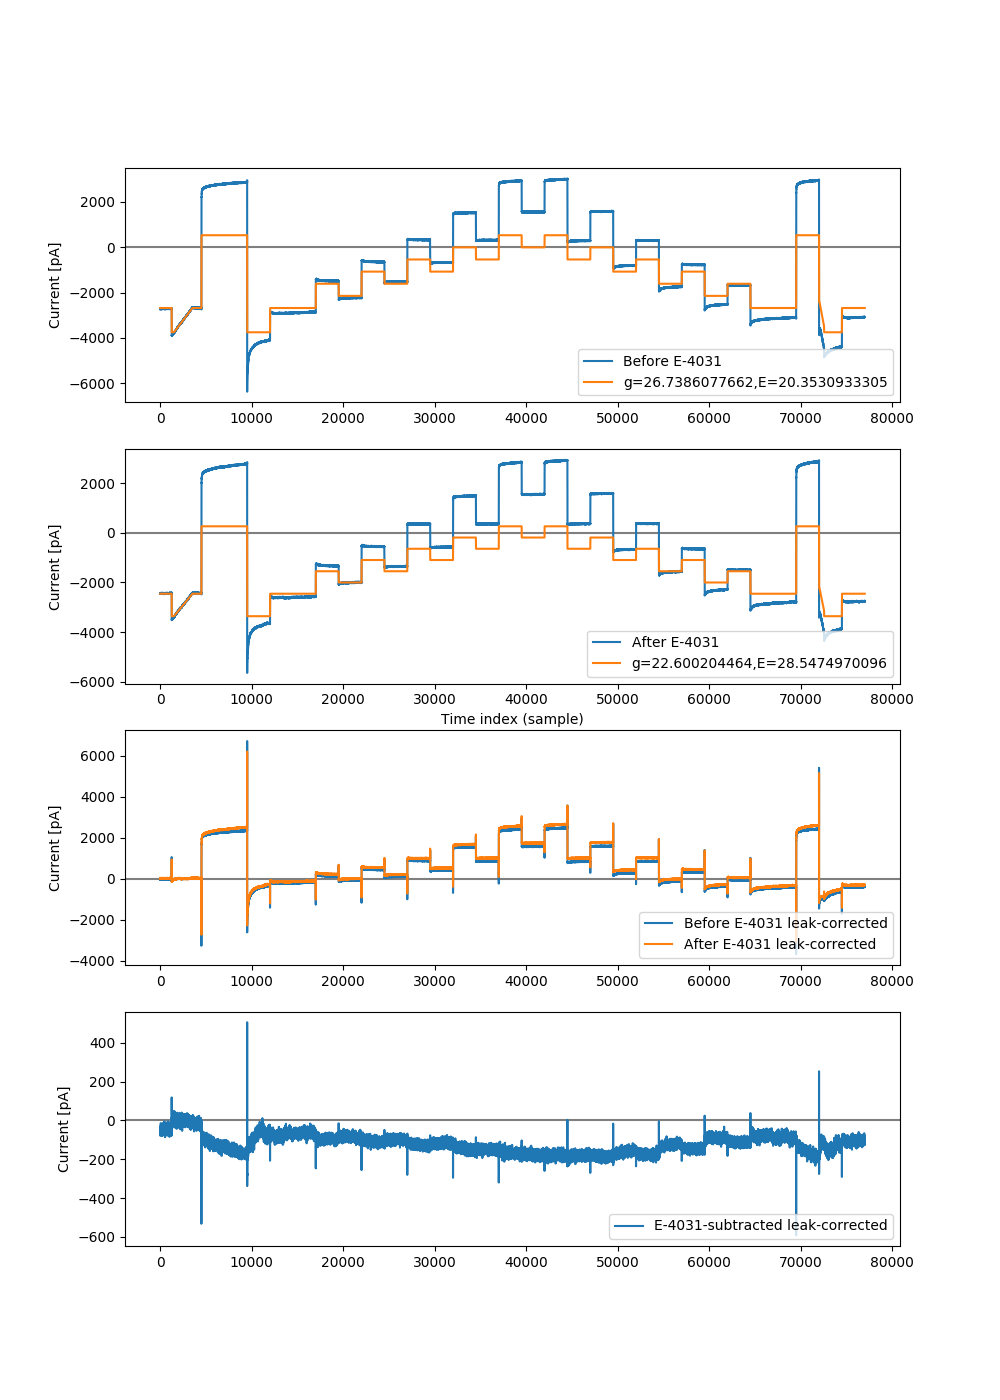 2000
0
−2000
−4000
−6000
Current [pA]
Before E-4031
g=26.7386077662,E=20.3530933305
0 10000 20000 30000 40000 50000 60000 70000 80000
2000
0
−2000
−4000
−6000
Current [pA]
After E-4031
g=22.600204464,E=28.5474970096
0 10000 20000 30000 40000 50000 60000 70000 80000
Time index (sample)
6000
4000
2000
0
−2000
−4000
Current [pA]
Before E-4031 leak-corrected
After E-4031 leak-corrected
0 10000 20000 30000 40000 50000 60000 70000 80000
400
200
0
−200
−400
−600
Current [pA]
E-4031-subtracted leak-corrected
0 10000 20000 30000 40000 50000 60000 70000 80000